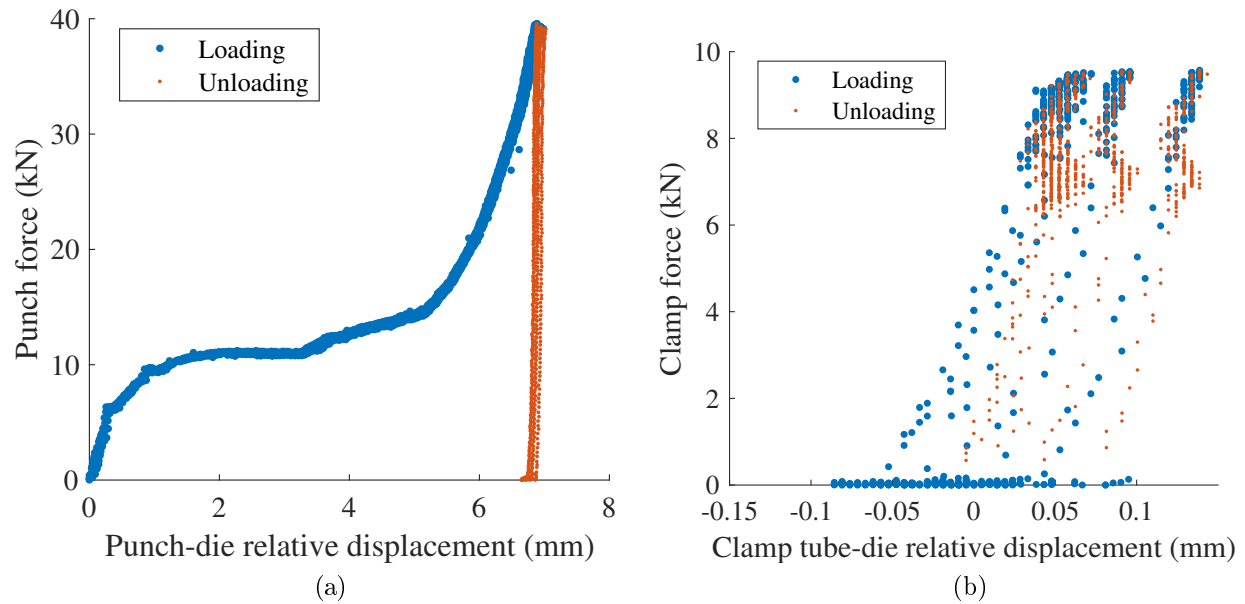 40
30
20
10
0
Punch force (kN)
Loading
Unloading
0 2 4 6 8
Punch-die relative displacement (mm)
(a)
10
8
6
4
2
0
Clamp force (kN)
Loading
Unloading
-0.15 -0.1 -0.05 0 0.05 0.1
Clamp tube-die relative displacement (mm)
(b)